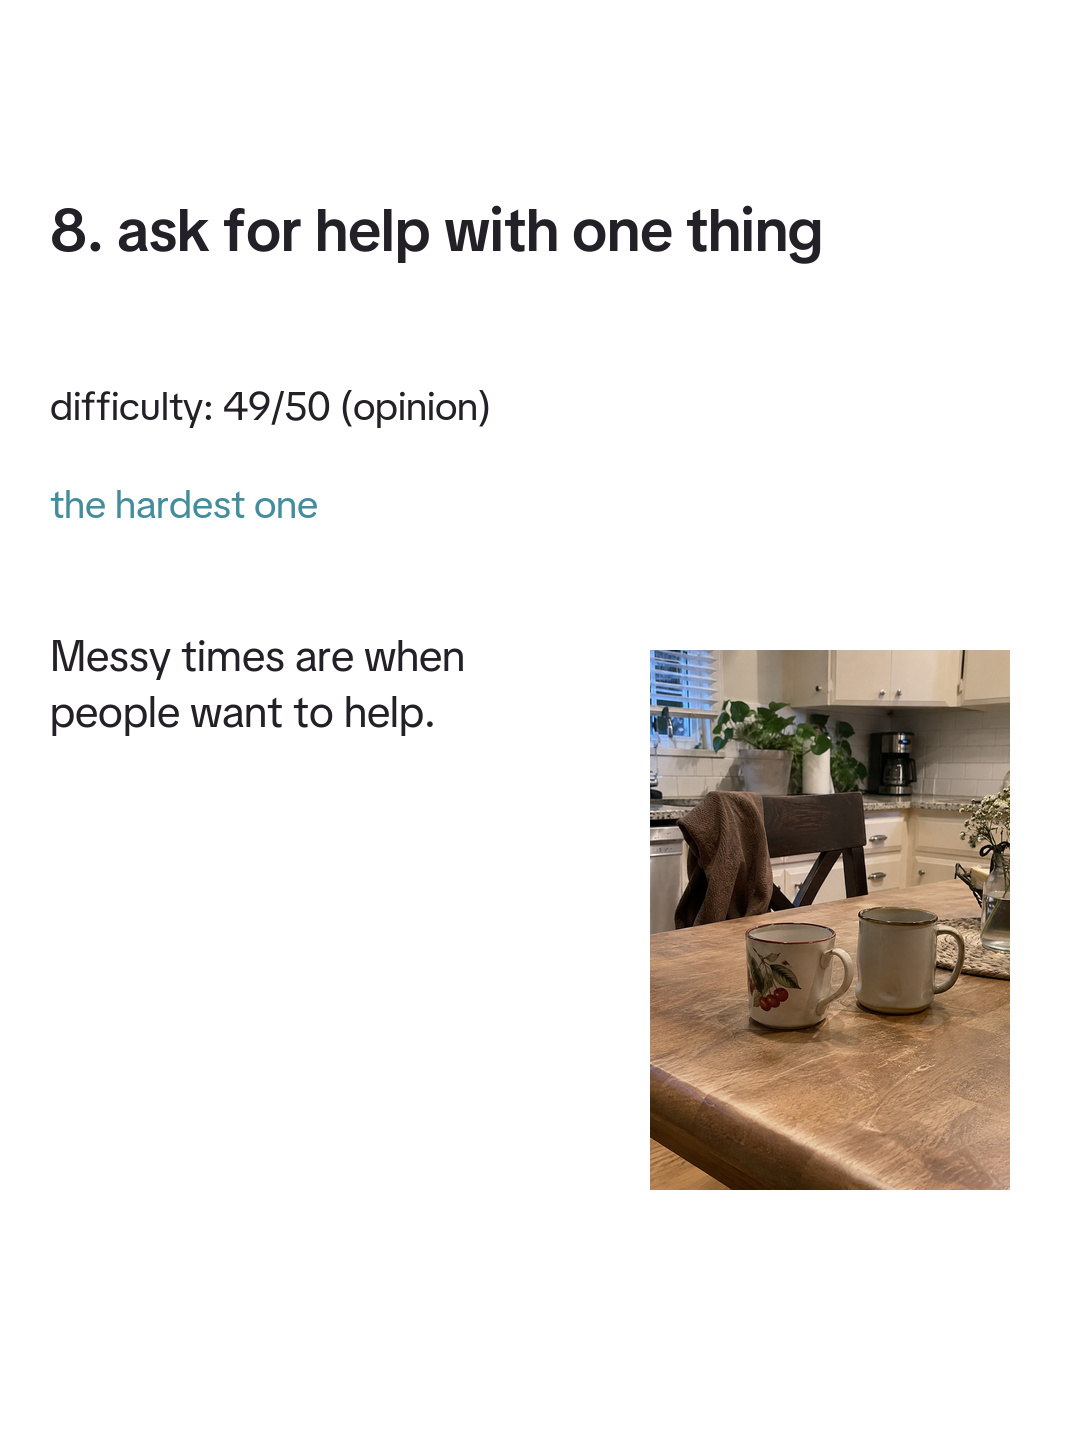 8. ask for help with one thing
difficulty: 49/50 (opinion)
the hardest one
Messy times are when
people want to help.